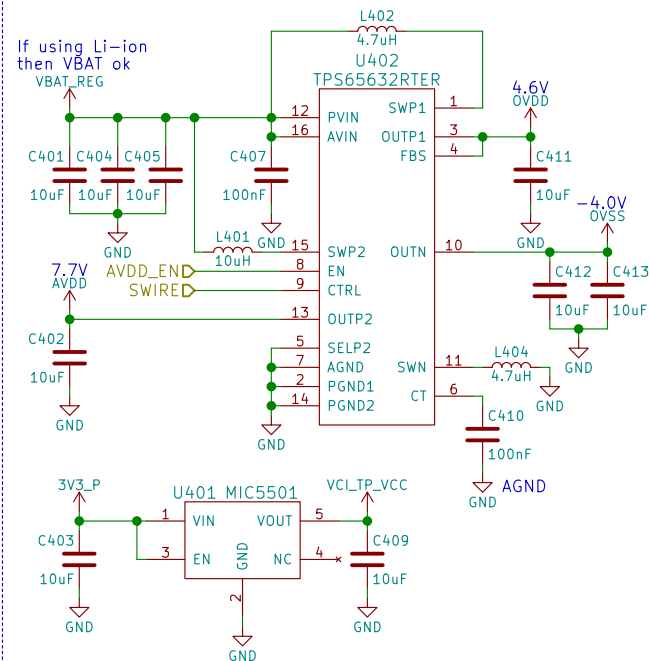 L402
4.7uH
If using Li-ion
then VBAT ok
VBAT_REG
U402
TPS65632RTER
12 PVIN
16 AVIN
SWP1 1
OUTP1 3
FBS 4
4.6V
OVDD
C401
10uF
C404
10uF
C405
10uF
GND
C407
100nF
GND
C411
10uF
GND
-4.0V
OVSS
L401
10uH
15 SWP2
AVDD_EN
8 EN
SWIRE
9 CTRL
OUTN 10
C412
10uF
C413
10uF
GND
7.7V
AVDD
13 OUTP2
C402
10uF
GND
5 SELP2
7 AGND
2 PGND1
14 PGND2
GND
SWN 11
L404
4.7uH
GND
CT 6
C410
100nF
AGND
GND
3V3_P
U401 MIC5501
VCI_TP_VCC
1 VIN
VOUT 5
3 EN
GND
NC 4
2
C403
10uF
GND
C409
10uF
GND
GND